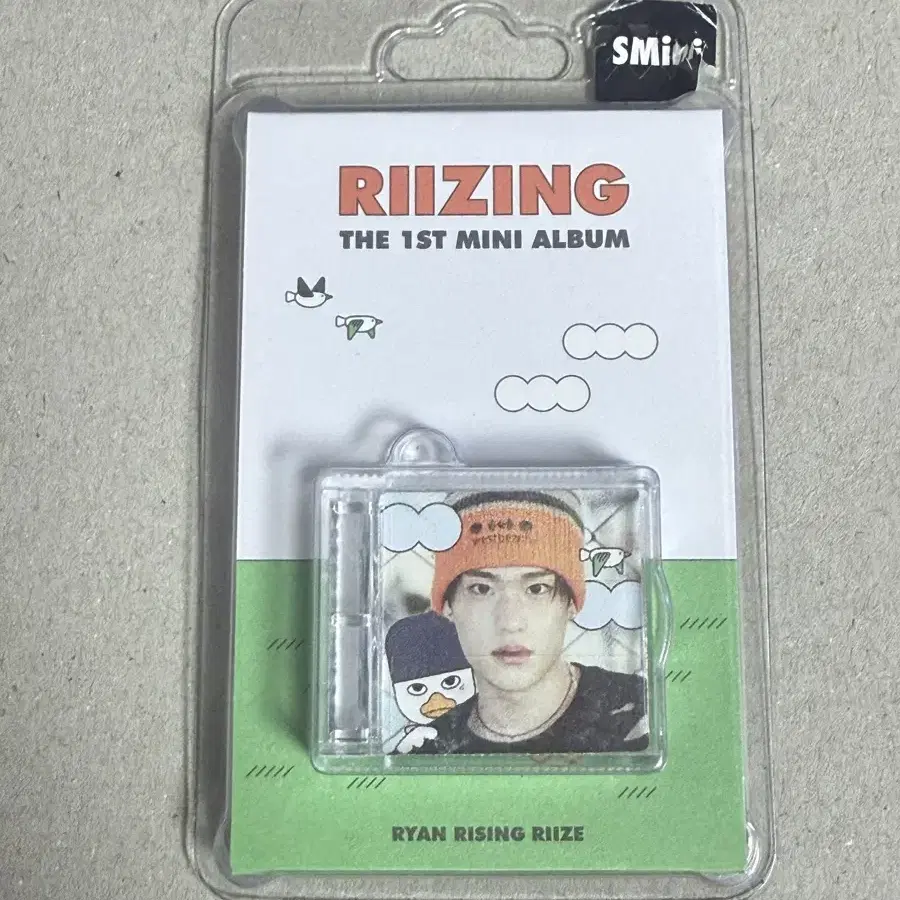 SMini
RIIZING
THE 1ST MINI ALBUM
RYAN RISING RIIZE